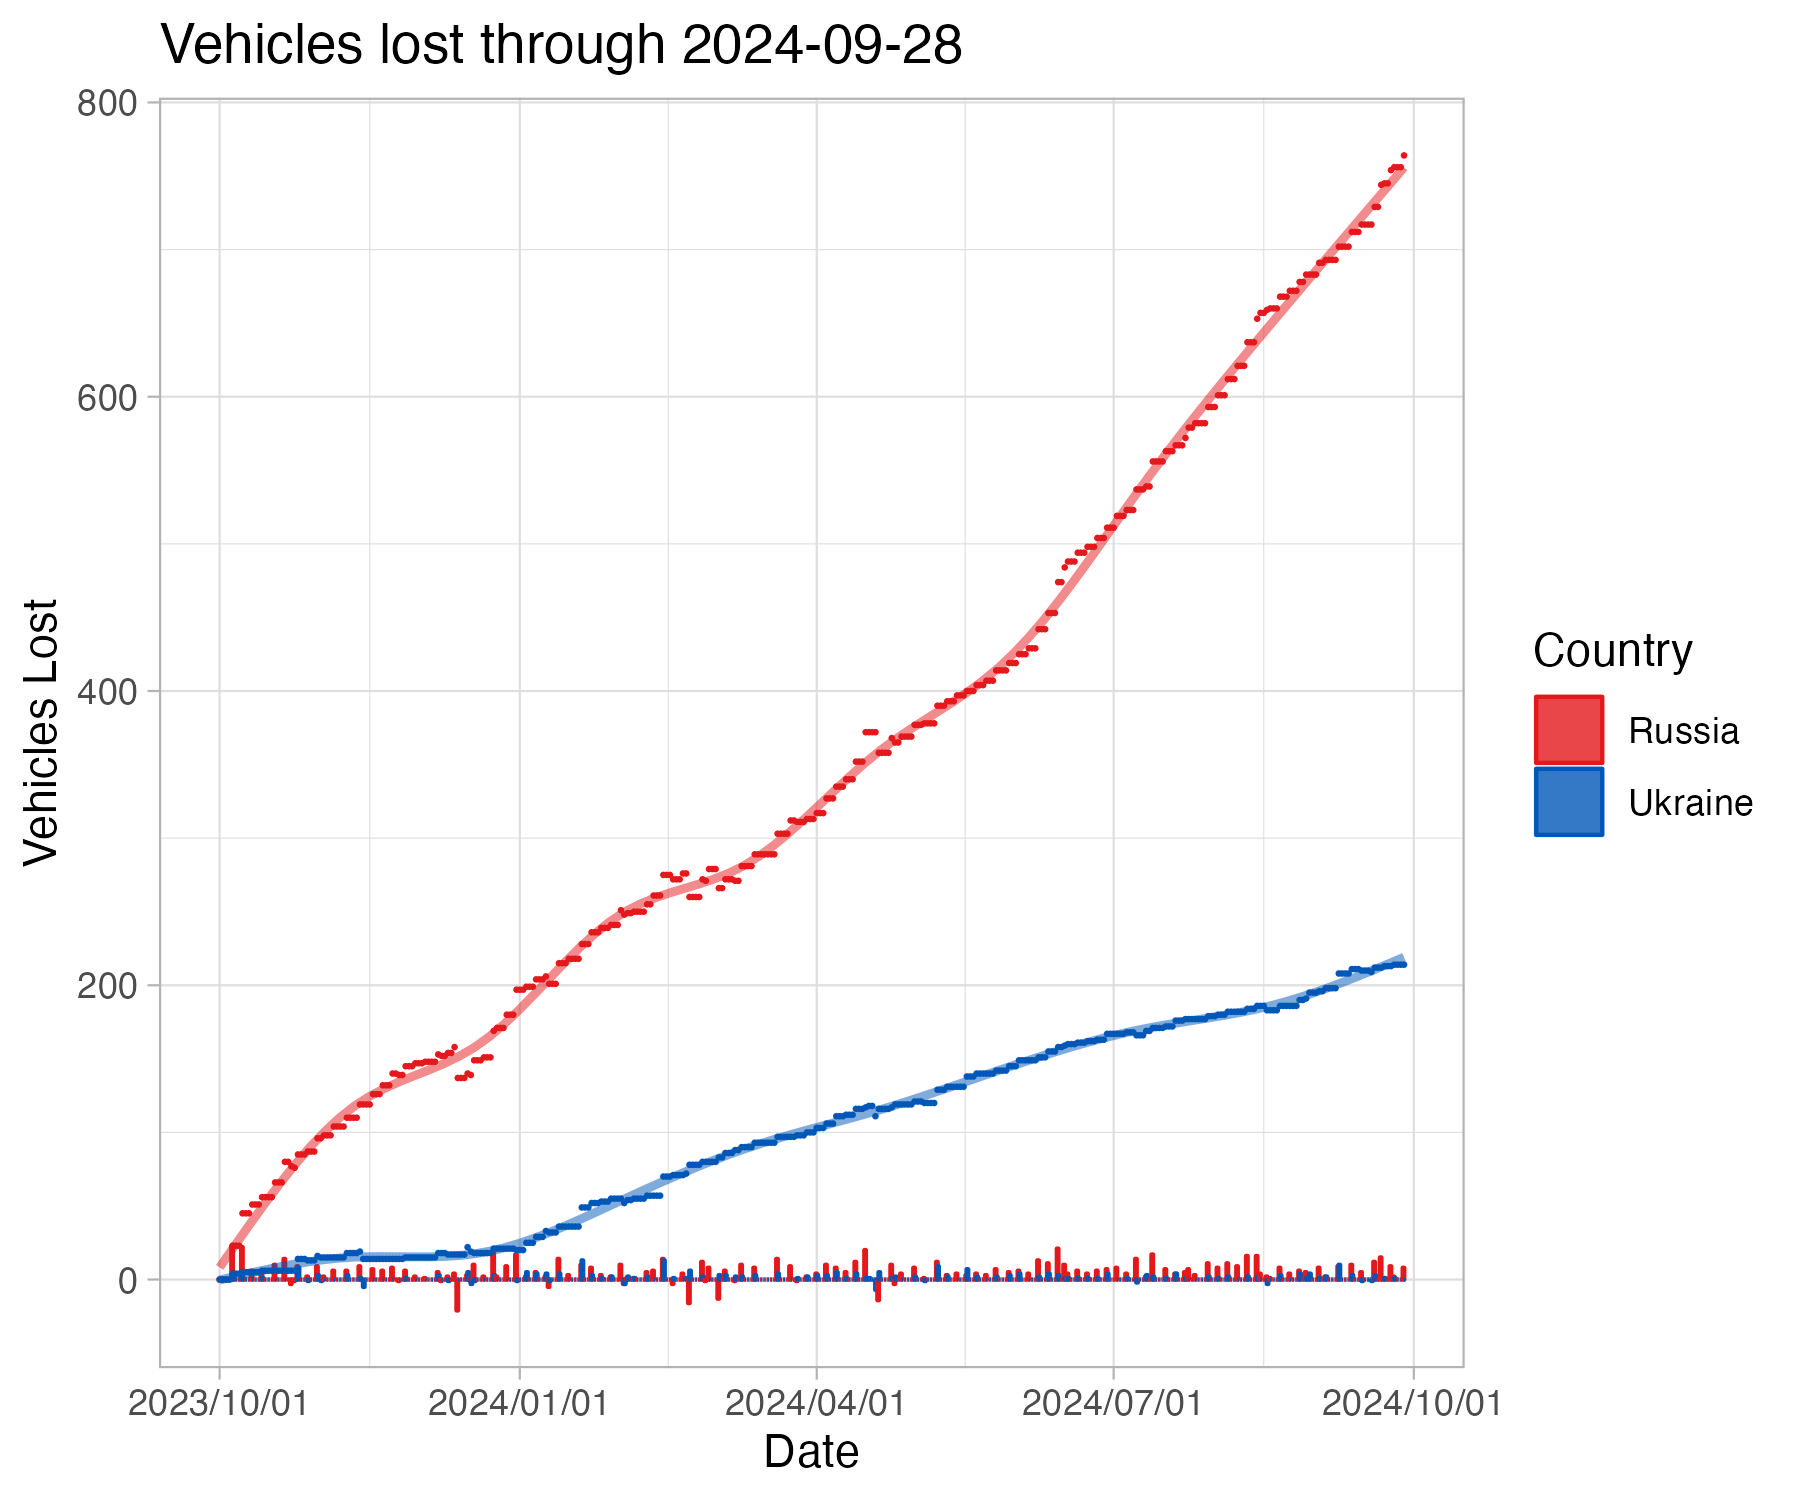 Vehicles lost through 2024-09-28
800
600
400
200
0
Vehicles Lost
2023/10/01
2024/01/01
2024/04/01
2024/07/01
2024/10/01
Date
Country
Russia
Ukraine